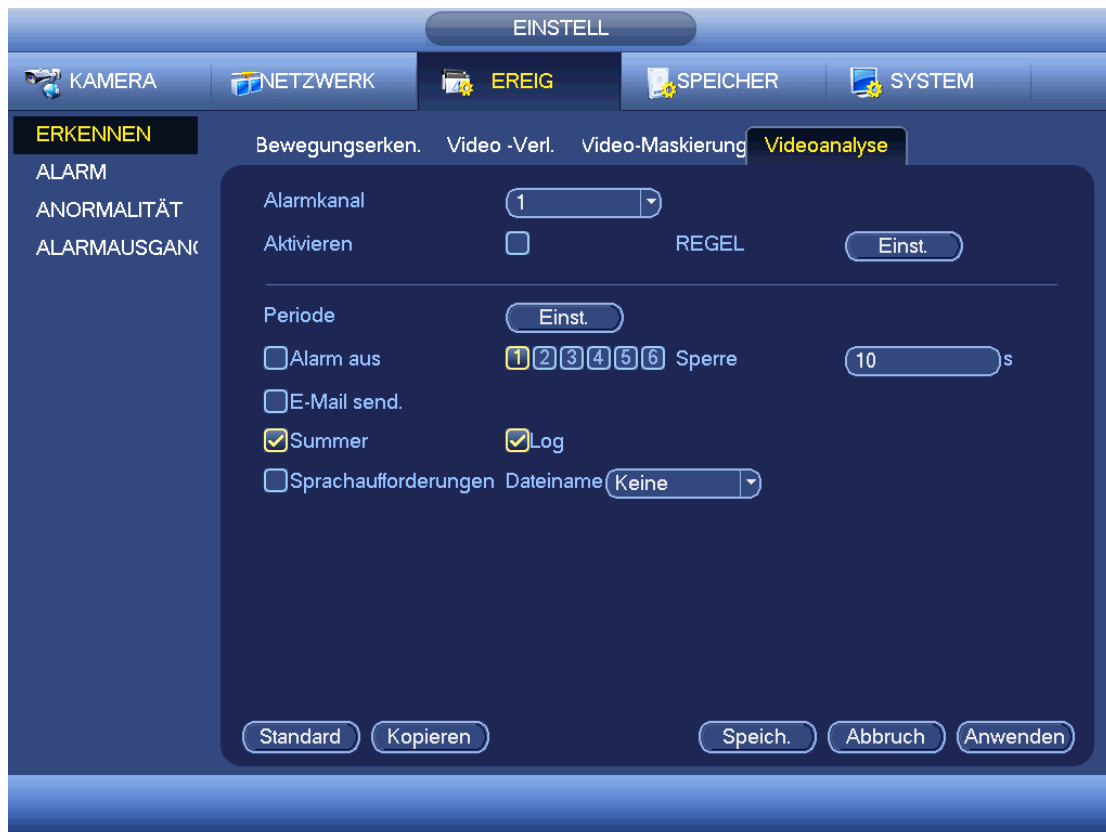 EINSTELL
KAMERA NETZWERK EREIG SPEICHER SYSTEM
ERKENNEN
ALARM
ANORMALITÄT
ALARMAUSGANG
Bewegungserken. Video -Verl. Video-Maskierung Videoanalyse
Alarmkanal 1
Aktivieren REGEL Einst.
Periode Einst.
Alarm aus 1 2 3 4 5 6 Sperre 10 s
E-Mail send.
Summer Log
Sprachaufforderungen Dateiname Keine
Standard Kopieren Speich. Abbruch Anwenden